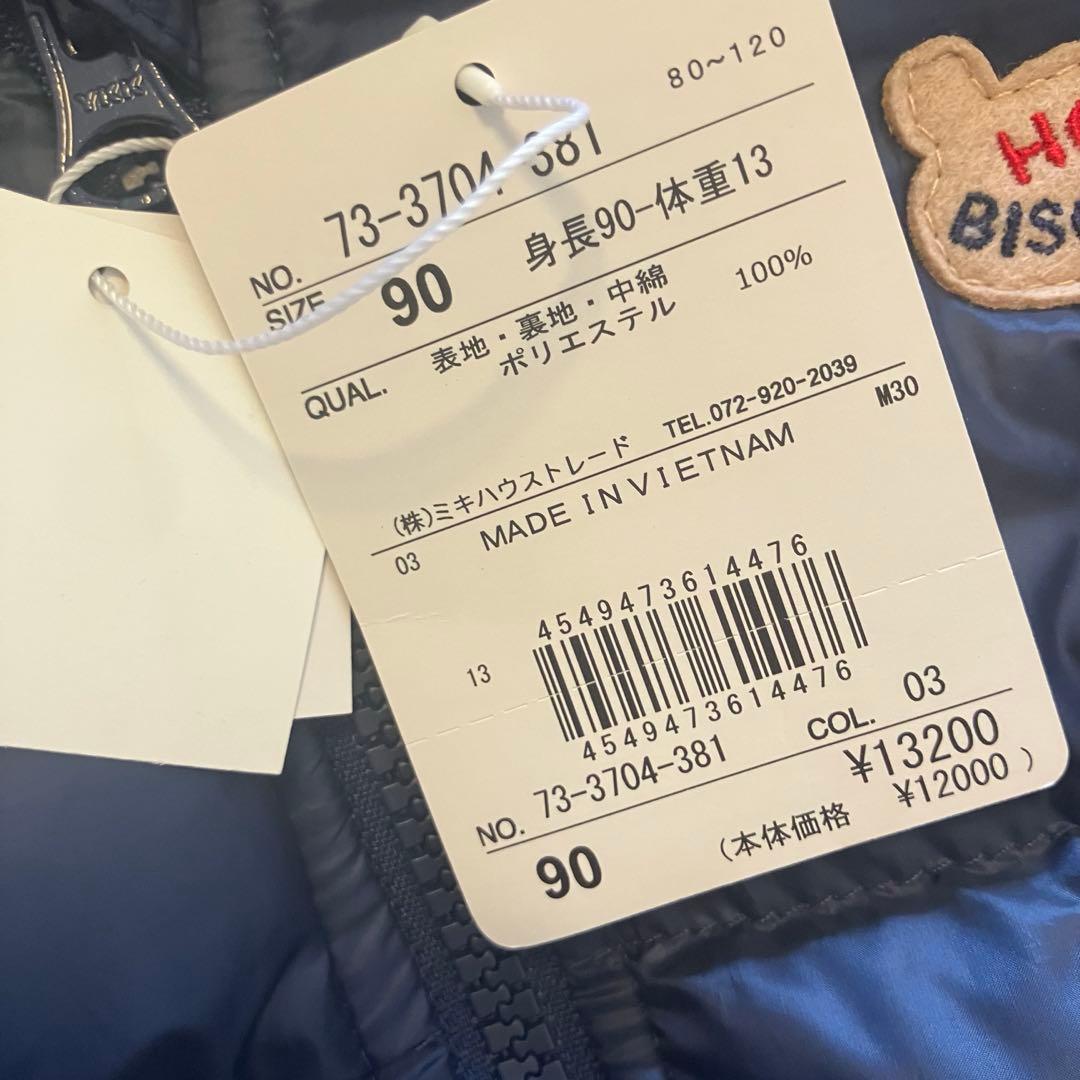 YKK
80~120
NO. 73-3704-381
SIZE 90 身長90-体重13
QUAL. 表地・裏地・中綿 100%
ポリエステル
(株)ミキハウストレード TEL.072-920-2039
03 MADE IN VIETNAM M30
4549473614476
13
4549473614476
NO. 73-3704-381 COL. 03
90 ¥13200
(本体価格 ¥12000)